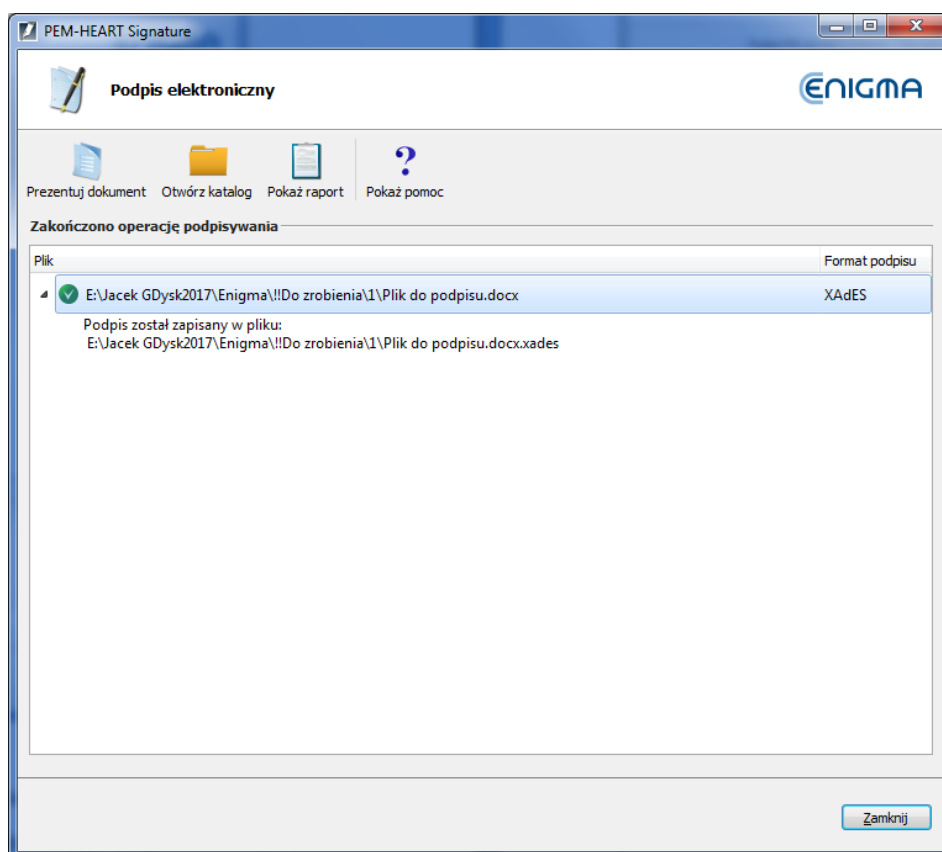 PEM-HEART Signature
Podpis elektroniczny
ENIGMA
Prezentuj dokument Otwórz katalog Pokaż raport Pokaż pomoc
Zakończono operację podpisywania
Plik Format podpisu
E:\Jacek GDysk2017\Enigma\!!Do zrobienia\1\Plik do podpisu.docx XAdES
Podpis został zapisany w pliku:
E:\Jacek GDysk2017\Enigma\!!Do zrobienia\1\Plik do podpisu.docx.xades
Zamknij